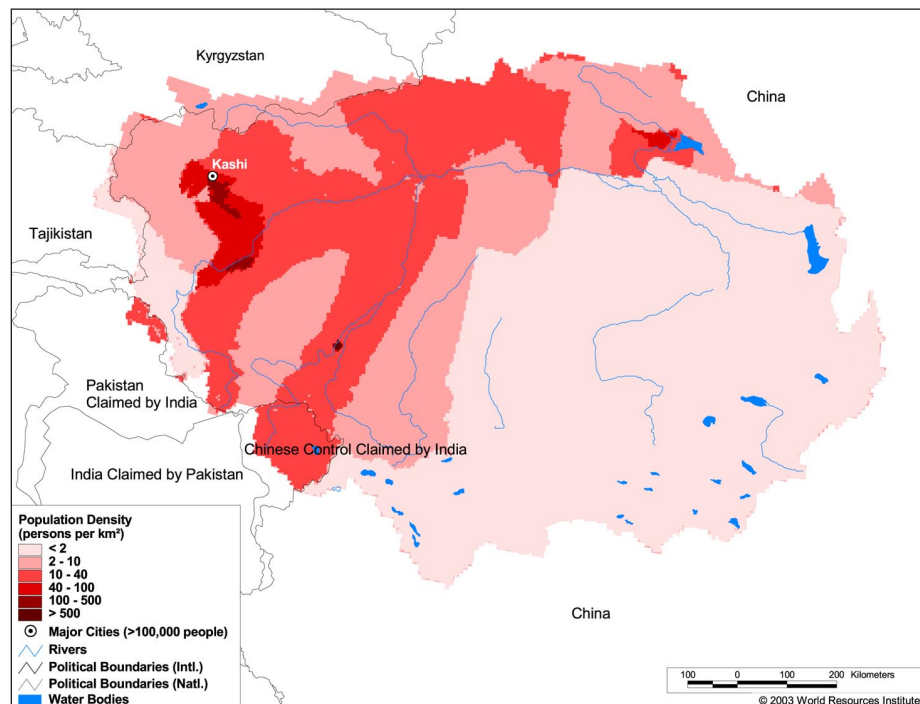 Kyrgyzstan
China
Kashi
Tajikistan
Pakistan
Claimed by India
Chinese Control Claimed by India
India Claimed by Pakistan
Population Density
(persons per km²)
< 2
2 - 10
10 - 40
40 - 100
100 - 500
> 500
Major Cities (>100,000 people)
Rivers
Political Boundaries (Intl.)
Political Boundaries (Natl.)
Water Bodies
China
100 0 100 200 Kilometers
© 2003 World Resources Institute